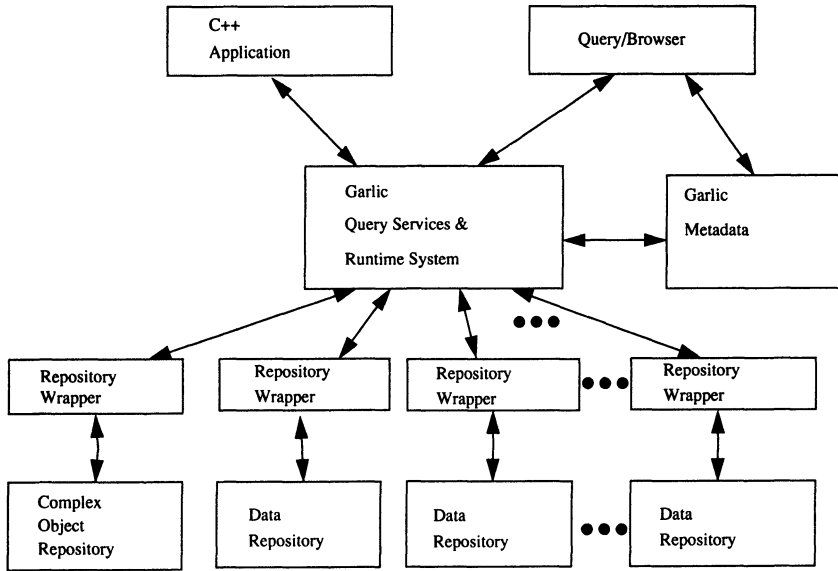 C++
Application
Query/Browser
Garlic
Query Services &
Runtime System
Garlic
Metadata
Repository
Wrapper
Repository
Wrapper
Repository
Wrapper
Repository
Wrapper
Complex
Object
Repository
Data
Repository
Data
Repository
Data
Repository